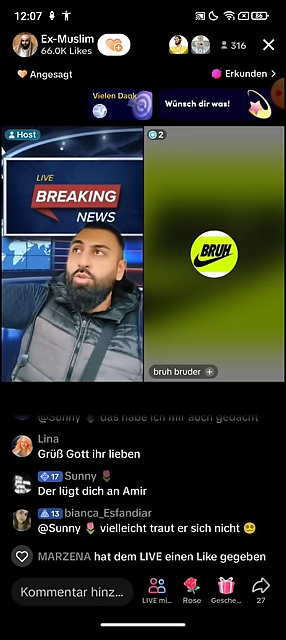 12:07
86
Ex-Muslim
66.0K Likes
316
Angesagt
Erkunden >
Vielen Dank
Wünsch dir was!
Host
2
LIVE
BREAKING
NEWS
BRUH
bruh bruder +
@Sunny 🌷 das habe ich mir auch gedacht
Lina
Grüß Gott ihr lieben
17 Sunny 🌷
Der lügt dich an Amir
13 bianca_Esfandiar
@Sunny 🌷 vielleicht traut er sich nicht 😵‍💫
MARZENA hat dem LIVE einen Like gegeben
Kommentar hinz...
LIVE mi...
Rose
Gesche...
27